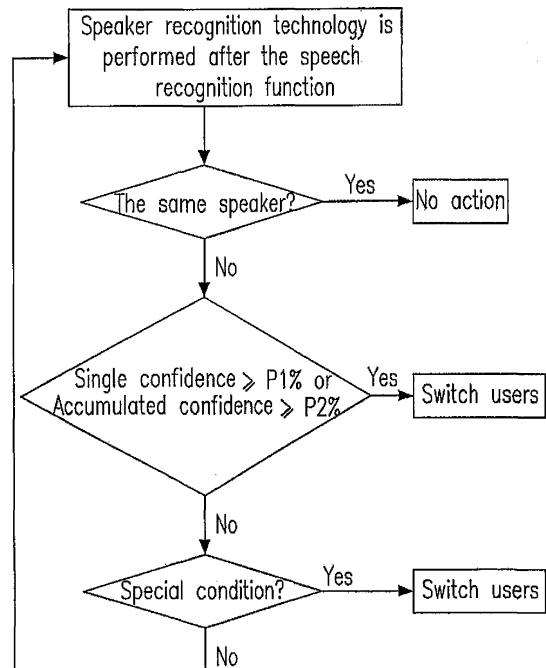 Speaker recognition technology is
performed after the speech
recognition function
The same speaker?
Yes
No action
No
Single confidence ⩾ P1% or
Accumulated confidence ⩾ P2%
Yes
Switch users
No
Special condition?
Yes
Switch users
No